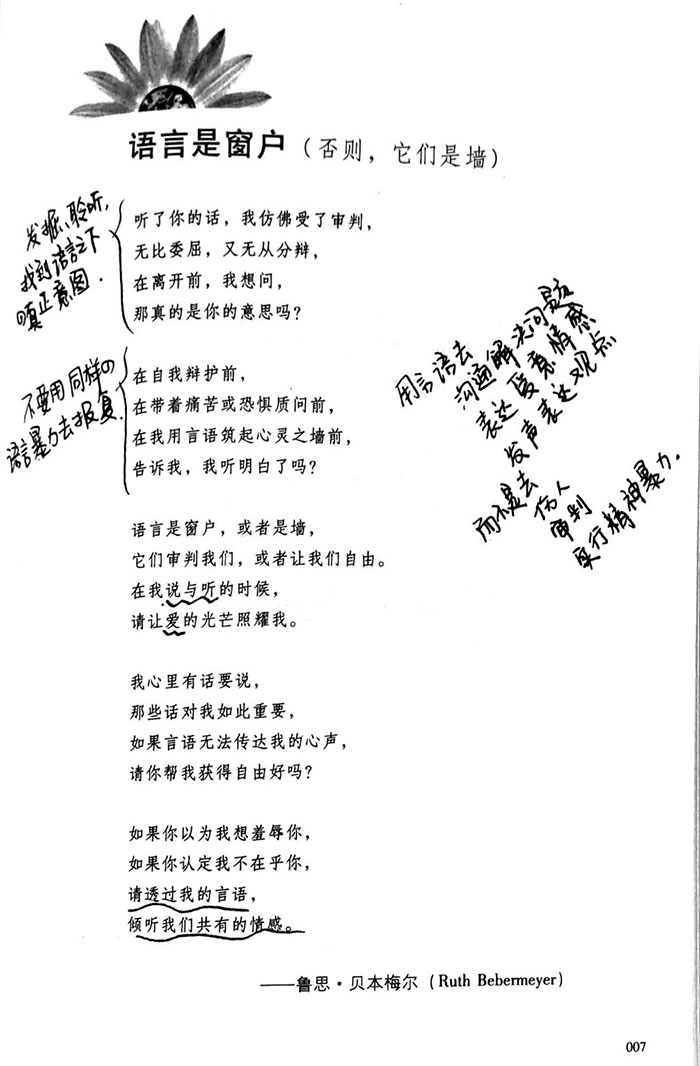 语言是窗户（否则，它们是墙）
发掘、聆听，
找到语言之下
真正意图．
听了你的话，我仿佛受了审判，
无比委屈，又无从分辩，
在离开前，我想问，
那真的是你的意思吗？
不要用同样的
语言暴力去报复．
在自我辩护前，
在带着痛苦或恐惧质问前，
在我用言语筑起心灵之墙前，
告诉我，我听明白了吗？
用言语去
沟通解决问题
表达爱意情感
发声表达观点
而不是去
伤人
审判
实行精神暴力．
语言是窗户，或者是墙，
它们审判我们，或者让我们自由。
在我说与听的时候，
请让爱的光芒照耀我。
我心里有话要说，
那些话对我如此重要，
如果言语无法传达我的心声，
请你帮我获得自由好吗？
如果你以为我想羞辱你，
如果你认定我不在乎你，
请透过我的言语，
倾听我们共有的情感。
——鲁思·贝本梅尔（Ruth Bebermeyer）
007